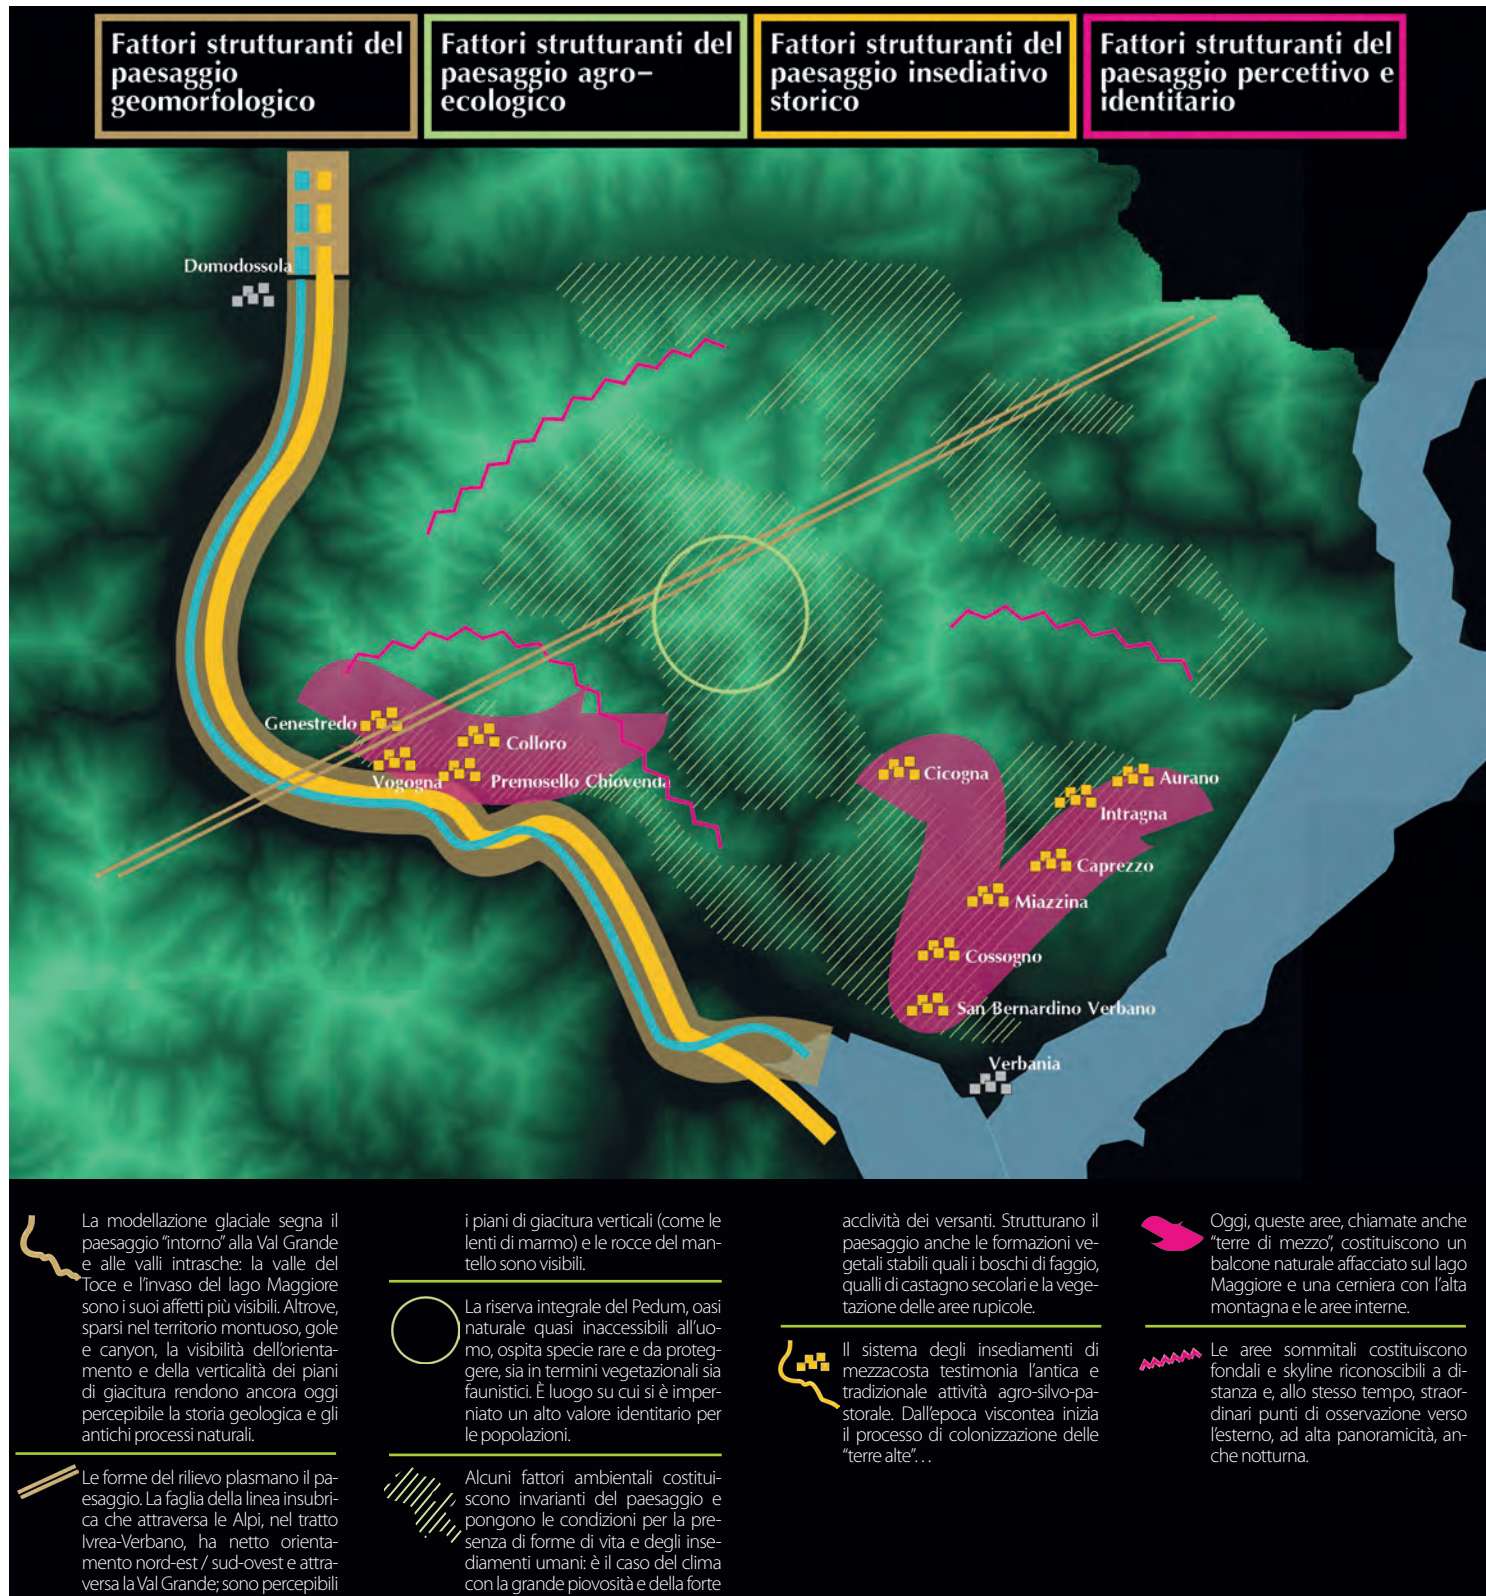 Fattori strutturanti del
paesaggio
geomorfologico
Fattori strutturanti del
paesaggio agro-
ecologico
Fattori strutturanti del
paesaggio insediativo
storico
Fattori strutturanti del
paesaggio percettivo e
identitario
Domodossola
Genestredo
Colloro
Vogogna
Premosello Chiovenda
Cicogna
Aurano
Intragna
Caprezzo
Miazzina
Cossogno
San Bernardino Verbano
Verbania
La modellazione glaciale segna il
paesaggio “intorno” alla Val Grande
e alle valli intrasche: la valle del
Toce e l’invaso del lago Maggiore
sono i suoi affetti più visibili. Altrove,
sparsi nel territorio montuoso, gole
e canyon, la visibilità dell’orienta-
mento e della verticalità dei piani
di giacitura rendono ancora oggi
percepibile la storia geologica e gli
antichi processi naturali.
Le forme del rilievo plasmano il pa-
esaggio. La faglia della linea insubri-
ca che attraversa le Alpi, nel tratto
Ivrea-Verbano, ha netto orienta-
mento nord-est / sud-ovest e attra-
versa la Val Grande; sono percepibili
i piani di giacitura verticali (come le
lenti di marmo) e le rocce del man-
tello sono visibili.
La riserva integrale del Pedum, oasi
naturale quasi inaccessibili all’uo-
mo, ospita specie rare e da proteg-
gere, sia in termini vegetazionali sia
faunistici. È luogo su cui si è imper-
niato un alto valore identitario per
le popolazioni.
Alcuni fattori ambientali costitui-
scono invarianti del paesaggio e
pongono le condizioni per la pre-
senza di forme di vita e degli inse-
diamenti umani: è il caso del clima
con la grande piovosità e della forte
acclività dei versanti. Strutturano il
paesaggio anche le formazioni ve-
getali stabili quali i boschi di faggio,
qualli di castagno secolari e la vege-
tazione delle aree rupicole.
Il sistema degli insediamenti di
mezzacosta testimonia l’antica e
tradizionale attività agro-silvo-pa-
storale. Dall’epoca viscontea inizia
il processo di colonizzazione delle
“terre alte”…
Oggi, queste aree, chiamate anche
“terre di mezzo”, costituiscono un
balcone naturale affacciato sul lago
Maggiore e una cerniera con l’alta
montagna e le aree interne.
Le aree sommitali costituiscono
fondali e skyline riconoscibili a di-
stanza e, allo stesso tempo, straor-
dinari punti di osservazione verso
l’esterno, ad alta panoramicità, an-
che notturna.